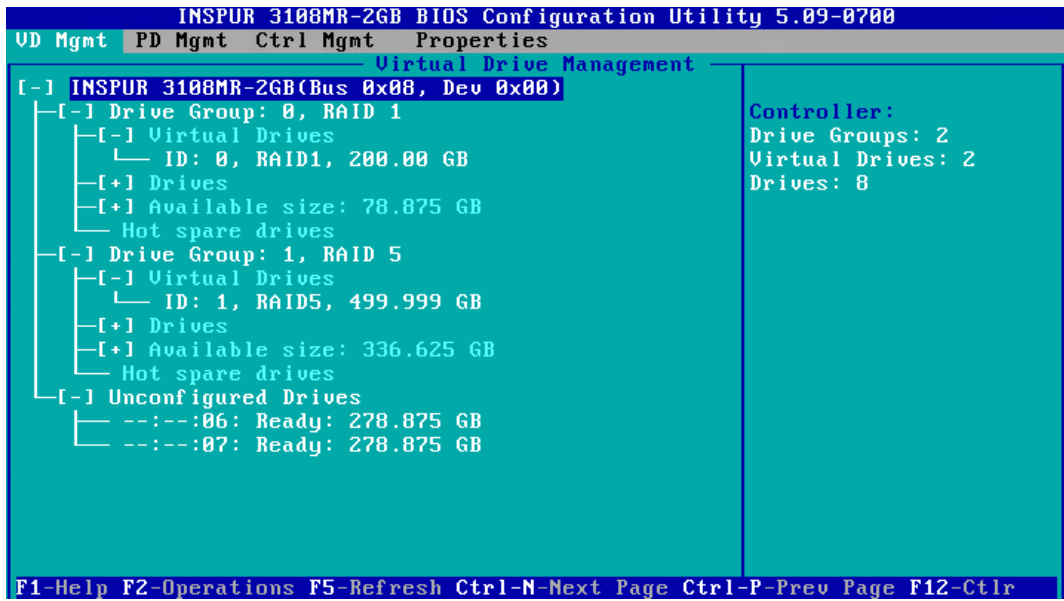 INSPUR 3108MR-2GB BIOS Configuration Utility 5.09-0700
VD Mgmt PD Mgmt Ctrl Mgmt Properties
Virtual Drive Management
[-] INSPUR 3108MR-2GB(Bus 0x08, Dev 0x00)
[-] Drive Group: 0, RAID 1
[-] Virtual Drives
ID: 0, RAID1, 200.00 GB
[+] Drives
[+] Available size: 78.875 GB
Hot spare drives
[-] Drive Group: 1, RAID 5
[-] Virtual Drives
ID: 1, RAID5, 499.999 GB
[+] Drives
[+] Available size: 336.625 GB
Hot spare drives
[-] Unconfigured Drives
--:--:06: Ready: 278.875 GB
--:--:07: Ready: 278.875 GB
Controller:
Drive Groups: 2
Virtual Drives: 2
Drives: 8
F1-Help F2-Operations F5-Refresh Ctrl-N-Next Page Ctrl-P-Prev Page F12-Ctlr